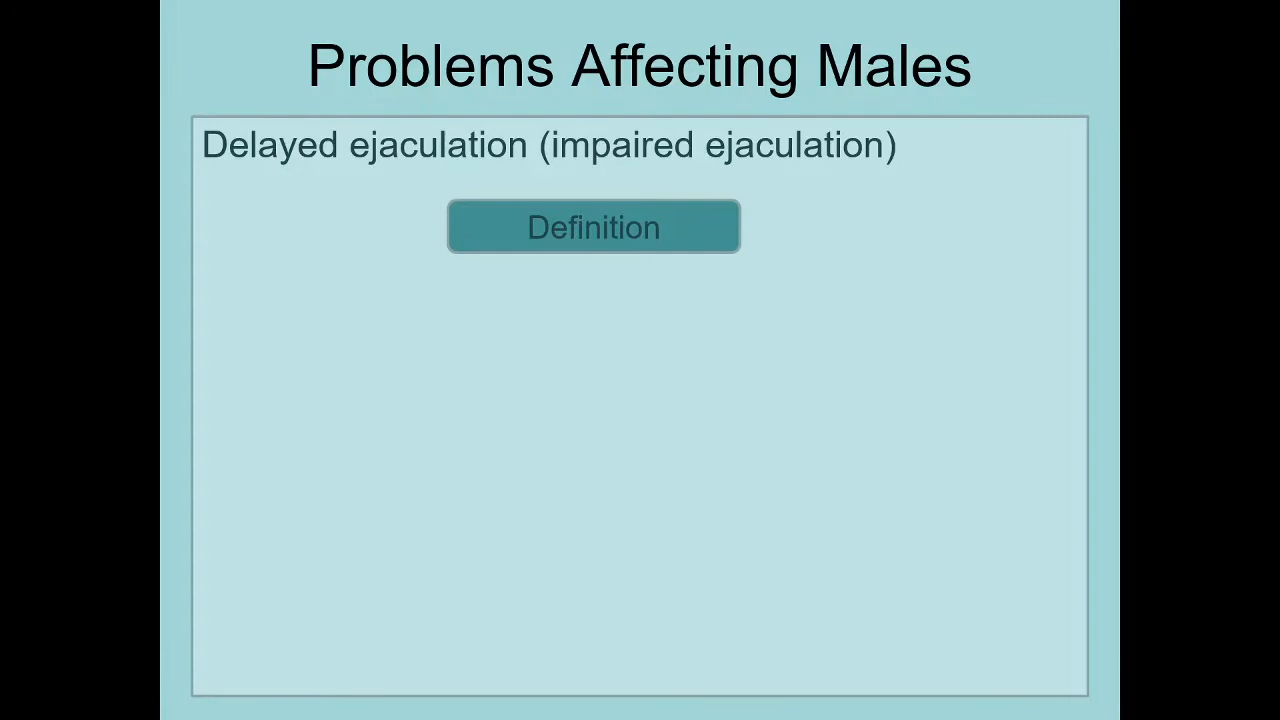 Problems Affecting Males
Delayed ejaculation (impaired ejaculation)
Definition